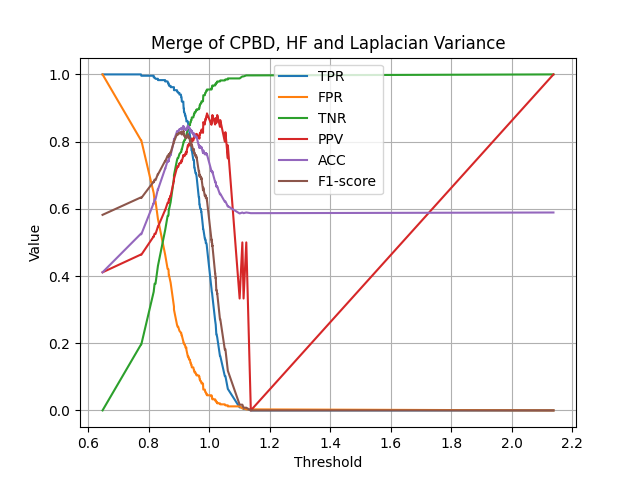 Merge of CPBD, HF and Laplacian Variance
TPR
FPR
TNR
PPV
ACC
F1-score
Value
1.0
0.8
0.6
0.4
0.2
0.0
0.6 0.8 1.0 1.2 1.4 1.6 1.8 2.0 2.2
Threshold